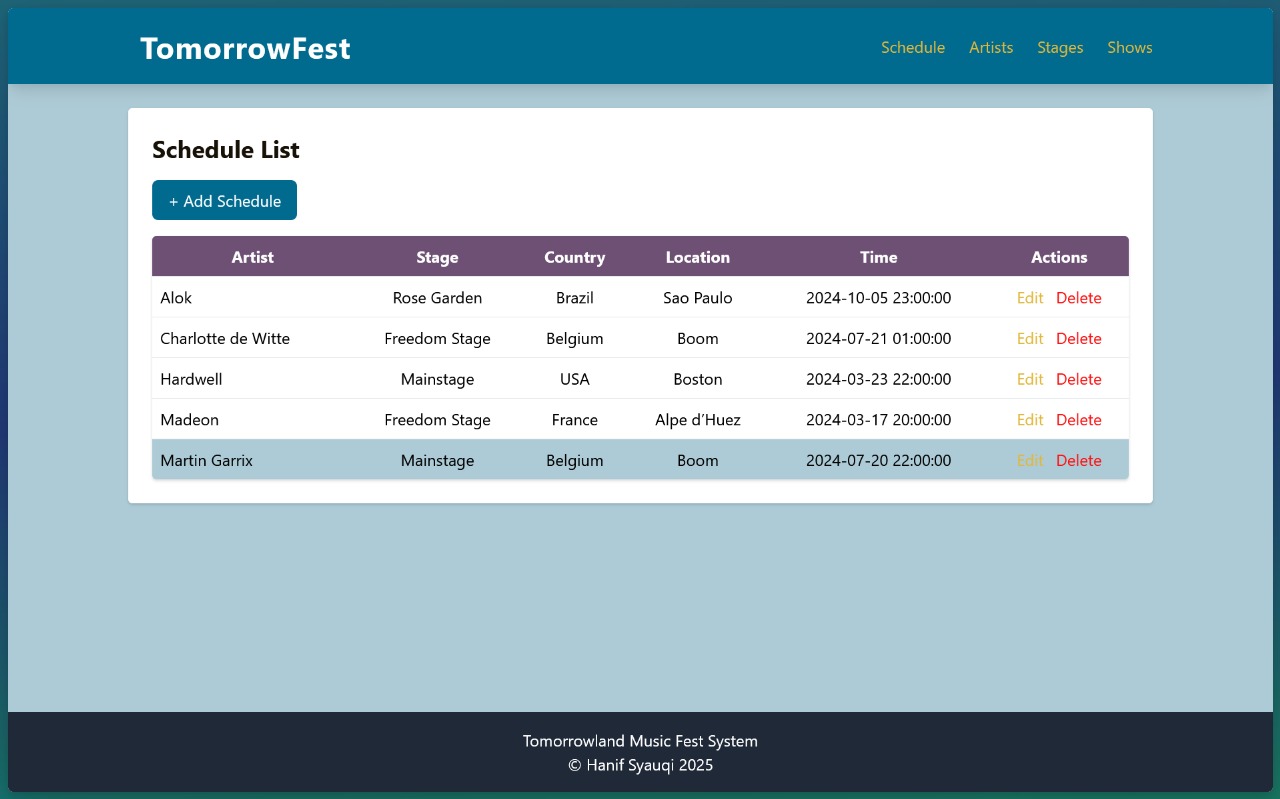 TomorrowFest
Schedule Artists Stages Shows
Schedule List
+ Add Schedule
Artist Stage Country Location Time Actions
Alok Rose Garden Brazil Sao Paulo 2024-10-05 23:00:00 Edit Delete
Charlotte de Witte Freedom Stage Belgium Boom 2024-07-21 01:00:00 Edit Delete
Hardwell Mainstage USA Boston 2024-03-23 22:00:00 Edit Delete
Madeon Freedom Stage France Alpe d'Huez 2024-03-17 20:00:00 Edit Delete
Martin Garrix Mainstage Belgium Boom 2024-07-20 22:00:00 Edit Delete
Tomorrowland Music Fest System
© Hanif Syauqi 2025